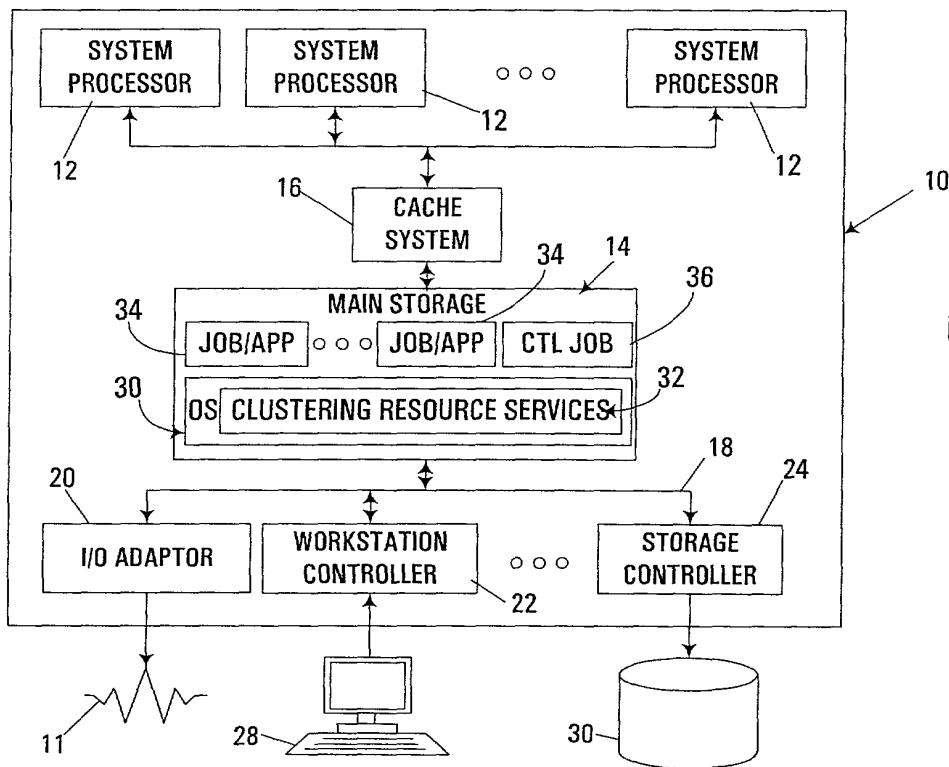 SYSTEM
PROCESSOR
SYSTEM
PROCESSOR
SYSTEM
PROCESSOR
12
12
12
10
16
CACHE
SYSTEM
14
34
MAIN STORAGE
36
34
JOB/APP
JOB/APP
CTL JOB
30
OS
CLUSTERING RESOURCE SERVICES
32
18
20
24
I/O ADAPTOR
WORKSTATION
CONTROLLER
STORAGE
CONTROLLER
22
11
28
30